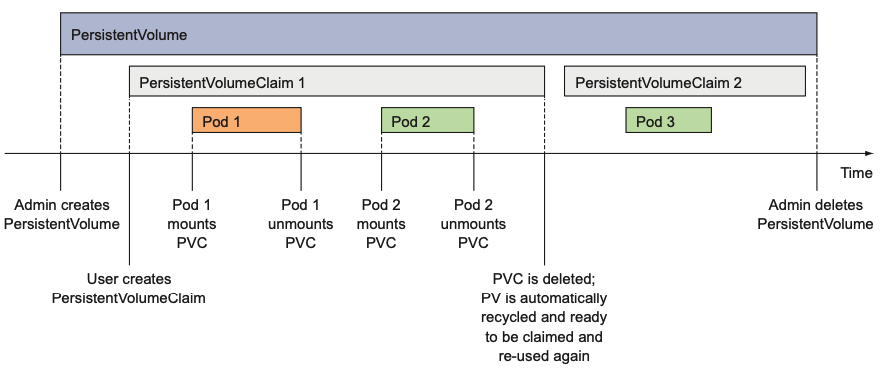 PersistentVolume
PersistentVolumeClaim 1
PersistentVolumeClaim 2
Pod 1
Pod 2
Pod 3
Time
Admin creates
PersistentVolume
Pod 1
mounts
PVC
Pod 1
unmounts
PVC
Pod 2
mounts
PVC
Pod 2
unmounts
PVC
Admin deletes
PersistentVolume
User creates
PersistentVolumeClaim
PVC is deleted;
PV is automatically
recycled and ready
to be claimed and
re-used again